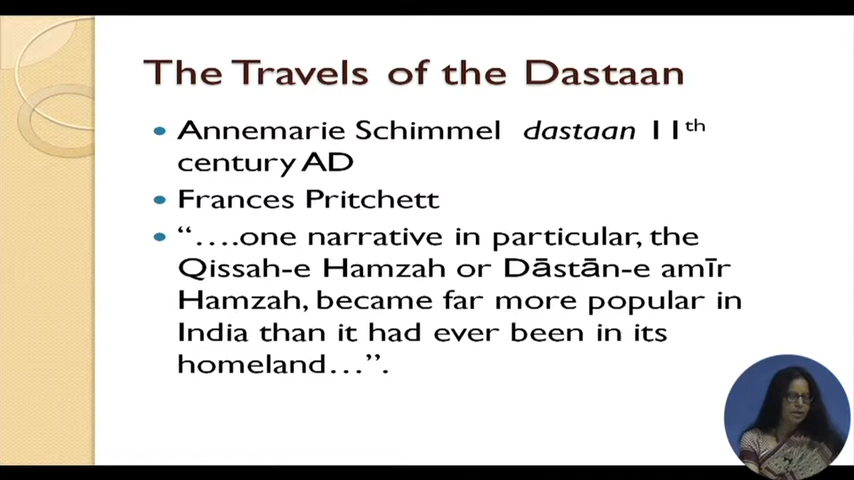 The Travels of the Dastaan
• Annemarie Schimmel dastaan 11th
century AD
• Frances Pritchett
• “….one narrative in particular, the
Qissah-e Hamzah or Dāstān-e amīr
Hamzah, became far more popular in
India than it had ever been in its
homeland…”.